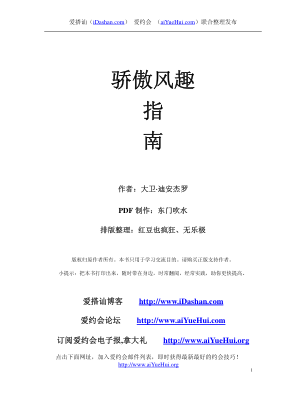 爱搭讪（iDashan.com） 爱约会 （aiYueHui.com）联合整理发布
骄傲风趣
指
南
作者：大卫·迪安杰罗
PDF 制作：东门吹水
排版整理：红豆也疯狂、无乐极
版权归原作者所有。本书只用于学习交流目的。请购买正版支持作者。
小提示：把本书打印出来，随时带在身边，时常翻阅，经常实践，助你更快提高。
爱搭讪博客 http://www.iDashan.com
爱约会论坛 http://www.aiYueHui.com
订阅爱约会电子报,拿大礼 http://www.aiYueHui.org
点击下面网址，加入爱约会邮件列表，即时获得最新最好的约会技巧！
http://www.aiYueHui.org
1